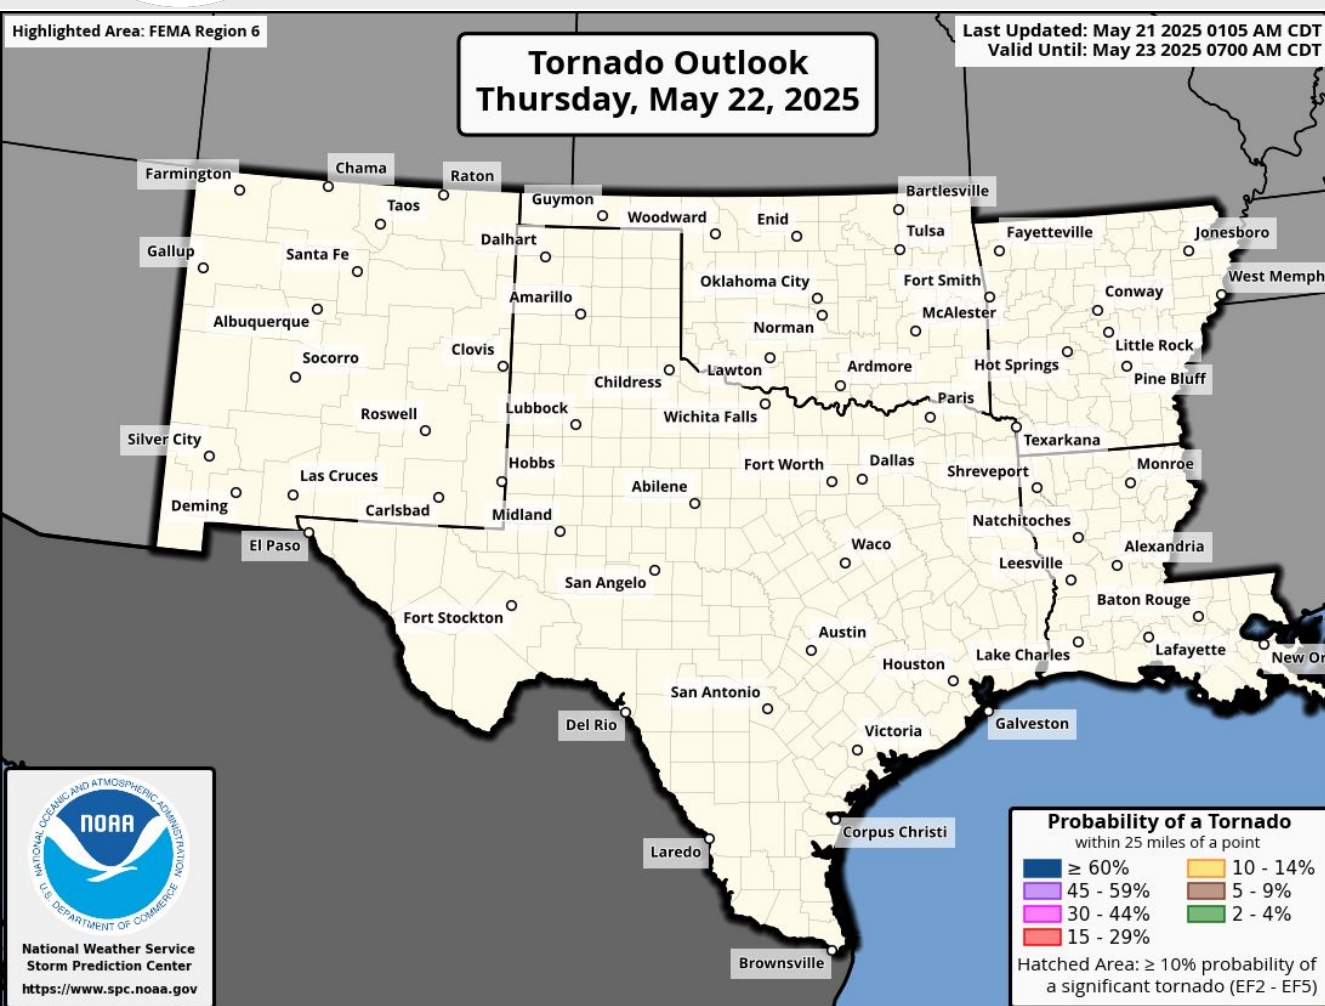 Highlighted Area: FEMA Region 6
Last Updated: May 21 2025 0105 AM CDT
Valid Until: May 23 2025 0700 AM CDT
Tornado Outlook
Thursday, May 22, 2025
Farmington
Chama
Raton
Taos
Guymon
Woodward
Enid
Bartlesville
Tulsa
Fayetteville
Jonesboro
Gallup
Santa Fe
Dalhart
Oklahoma City
Fort Smith
West Memph
Conway
Amarillo
Albuquerque
Norman
McAlester
Little Rock
Socorro
Clovis
Childress
Lawton
Ardmore
Hot Springs
Pine Bluff
Roswell
Lubbock
Wichita Falls
Paris
Texarkana
Silver City
Las Cruces
Hobbs
Fort Worth
Dallas
Shreveport
Monroe
Deming
Carlsbad
Midland
Abilene
Natchitoches
El Paso
San Angelo
Waco
Leesville
Alexandria
Fort Stockton
Baton Rouge
Austin
Houston
Lake Charles
Lafayette
New Or
San Antonio
Del Rio
Victoria
Galveston
Laredo
Corpus Christi
Brownsville
NATIONAL OCEANIC AND ATMOSPHERIC ADMINISTRATION
NOAA
U.S. DEPARTMENT OF COMMERCE
National Weather Service
Storm Prediction Center
https://www.spc.noaa.gov
Probability of a Tornado
within 25 miles of a point
≥ 60%
45 - 59%
30 - 44%
15 - 29%
10 - 14%
5 - 9%
2 - 4%
Hatched Area: ≥ 10% probability of
a significant tornado (EF2 - EF5)